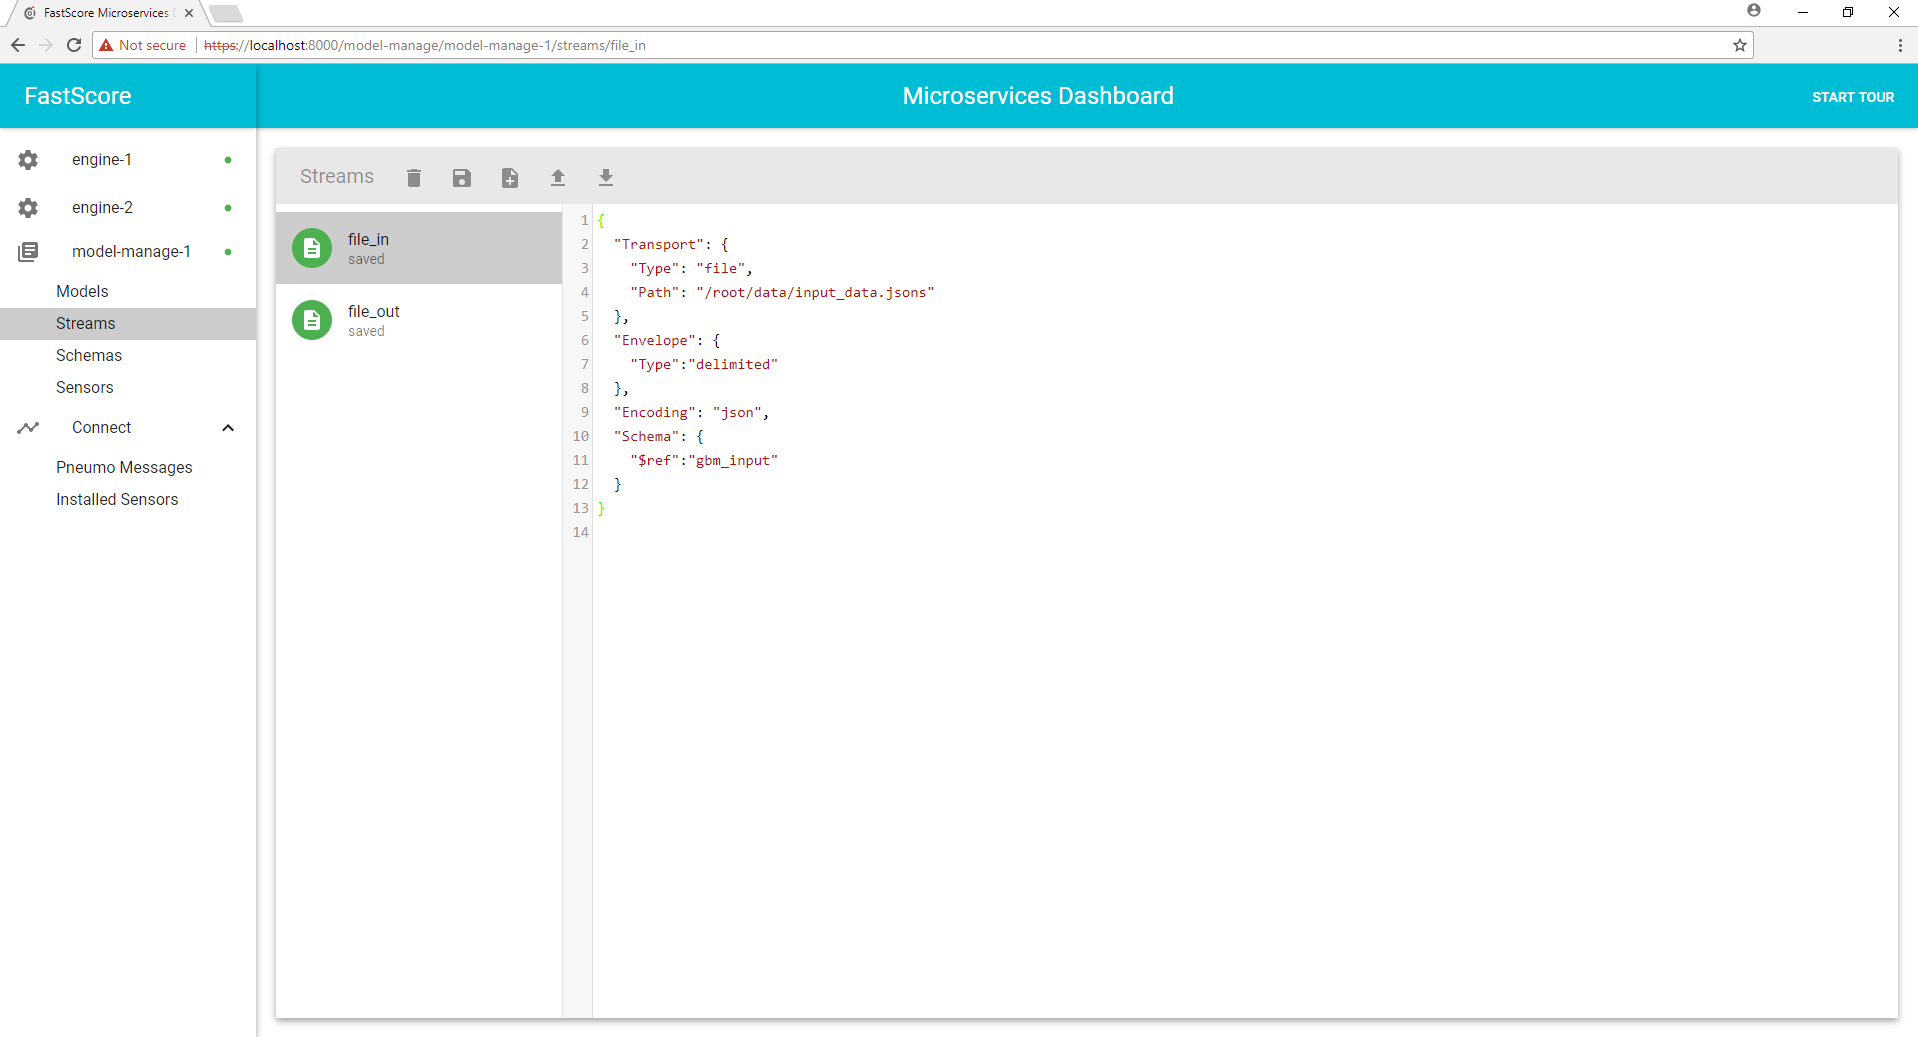 FastScore Microservices
Not secure
https://localhost:8000/model-manage/model-manage-1/streams/file_in
FastScore
Microservices Dashboard
START TOUR
engine-1
engine-2
model-manage-1
Models
Streams
Schemas
Sensors
Connect
Pneumo Messages
Installed Sensors
Streams
file_in
saved
file_out
saved
1 {
2 "Transport": {
3 "Type": "file",
4 "Path": "/root/data/input_data.jsons"
5 },
6 "Envelope": {
7 "Type":"delimited"
8 },
9 "Encoding": "json",
10 "Schema": {
11 "$ref":"gbm_input"
12 }
13 }
14